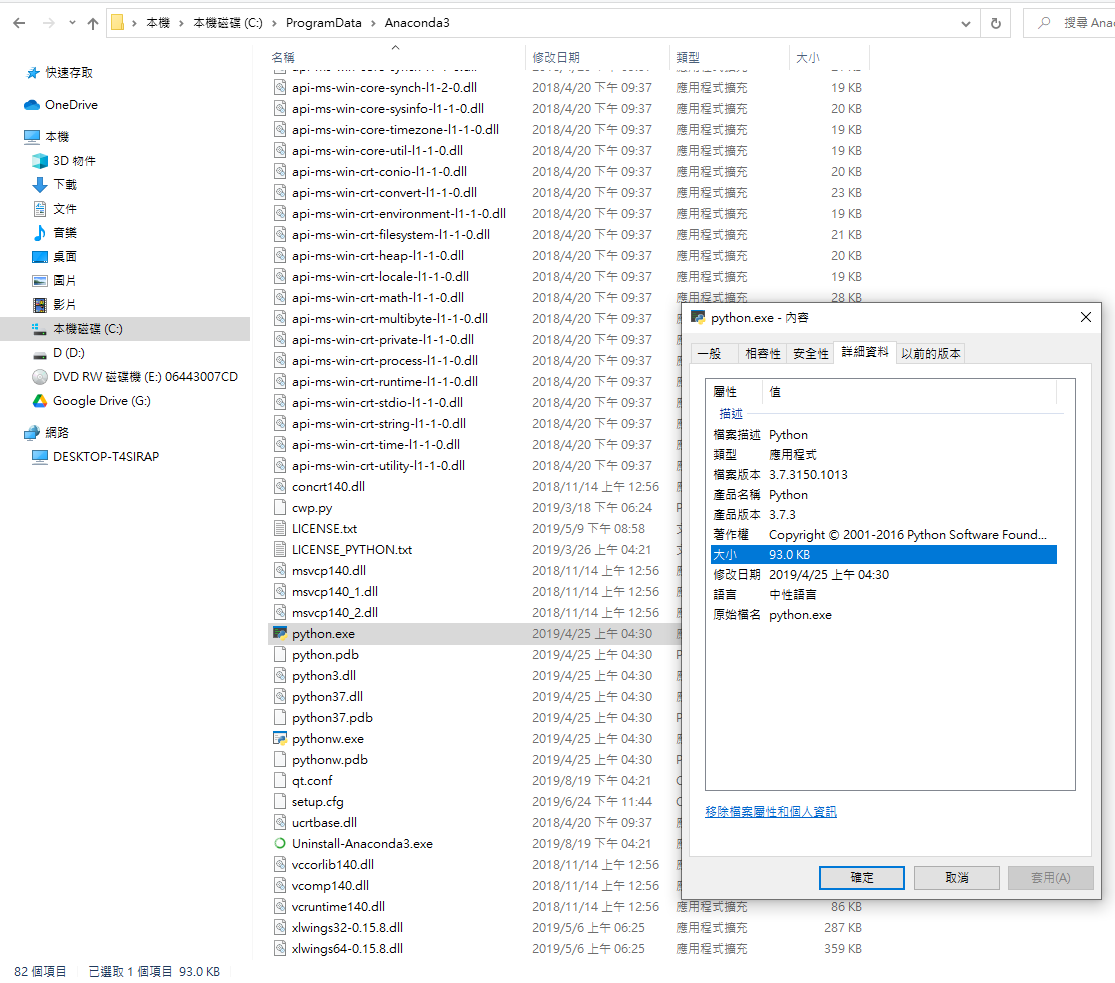 本機 › 本機磁碟 (C:) › ProgramData › Anaconda3
搜尋 Ana
快速存取
OneDrive
本機
3D 物件
下載
文件
音樂
桌面
圖片
影片
本機磁碟 (C:)
D (D:)
DVD RW 磁碟機 (E:) 06443007CD
Google Drive (G:)
網路
DESKTOP-T4SIRAP
名稱 修改日期 類型 大小
api-ms-win-core-synch-l1-2-0.dll 2018/4/20 下午 09:37 應用程式擴充 19 KB
api-ms-win-core-sysinfo-l1-1-0.dll 2018/4/20 下午 09:37 應用程式擴充 20 KB
api-ms-win-core-timezone-l1-1-0.dll 2018/4/20 下午 09:37 應用程式擴充 19 KB
api-ms-win-core-util-l1-1-0.dll 2018/4/20 下午 09:37 應用程式擴充 19 KB
api-ms-win-crt-conio-l1-1-0.dll 2018/4/20 下午 09:37 應用程式擴充 20 KB
api-ms-win-crt-convert-l1-1-0.dll 2018/4/20 下午 09:37 應用程式擴充 23 KB
api-ms-win-crt-environment-l1-1-0.dll 2018/4/20 下午 09:37 應用程式擴充 19 KB
api-ms-win-crt-filesystem-l1-1-0.dll 2018/4/20 下午 09:37 應用程式擴充 21 KB
api-ms-win-crt-heap-l1-1-0.dll 2018/4/20 下午 09:37 應用程式擴充 20 KB
api-ms-win-crt-locale-l1-1-0.dll 2018/4/20 下午 09:37 應用程式擴充 19 KB
api-ms-win-crt-math-l1-1-0.dll 2018/4/20 下午 09:37 應用程式擴充 28 KB
api-ms-win-crt-multibyte-l1-1-0.dll 2018/4/20 下午 09:37
api-ms-win-crt-private-l1-1-0.dll 2018/4/20 下午 09:37
api-ms-win-crt-process-l1-1-0.dll 2018/4/20 下午 09:37
api-ms-win-crt-runtime-l1-1-0.dll 2018/4/20 下午 09:37
api-ms-win-crt-stdio-l1-1-0.dll 2018/4/20 下午 09:37
api-ms-win-crt-string-l1-1-0.dll 2018/4/20 下午 09:37
api-ms-win-crt-time-l1-1-0.dll 2018/4/20 下午 09:37
api-ms-win-crt-utility-l1-1-0.dll 2018/4/20 下午 09:37
concrt140.dll 2018/11/14 上午 12:56
cwp.py 2019/3/18 下午 06:24
LICENSE.txt 2019/5/9 下午 08:58
LICENSE_PYTHON.txt 2019/3/26 上午 04:21
msvcp140.dll 2018/11/14 上午 12:56
msvcp140_1.dll 2018/11/14 上午 12:56
msvcp140_2.dll 2018/11/14 上午 12:56
python.exe 2019/4/25 上午 04:30
python.pdb 2019/4/25 上午 04:30
python3.dll 2019/4/25 上午 04:30
python37.dll 2019/4/25 上午 04:30
python37.pdb 2019/4/25 上午 04:30
pythonw.exe 2019/4/25 上午 04:30
pythonw.pdb 2019/4/25 上午 04:30
qt.conf 2019/8/19 下午 04:21
setup.cfg 2019/6/24 下午 11:44
ucrtbase.dll 2018/4/20 下午 09:37
Uninstall-Anaconda3.exe 2019/8/19 下午 04:21
vccorlib140.dll 2018/11/14 上午 12:56
vcomp140.dll 2018/11/14 上午 12:56
vcruntime140.dll 2018/11/14 上午 12:56 應用程式擴充 86 KB
xlwings32-0.15.8.dll 2019/5/6 上午 06:25 應用程式擴充 287 KB
xlwings64-0.15.8.dll 2019/5/6 上午 06:25 應用程式擴充 359 KB
python.exe - 內容
一般 相容性 安全性 詳細資料 以前的版本
屬性 值
描述
檔案描述 Python
類型 應用程式
檔案版本 3.7.3150.1013
產品名稱 Python
產品版本 3.7.3
著作權 Copyright © 2001-2016 Python Software Found...
大小 93.0 KB
修改日期 2019/4/25 上午 04:30
語言 中性語言
原始檔名 python.exe
移除檔案屬性和個人資訊
確定 取消 套用(A)
82 個項目 已選取 1 個項目 93.0 KB